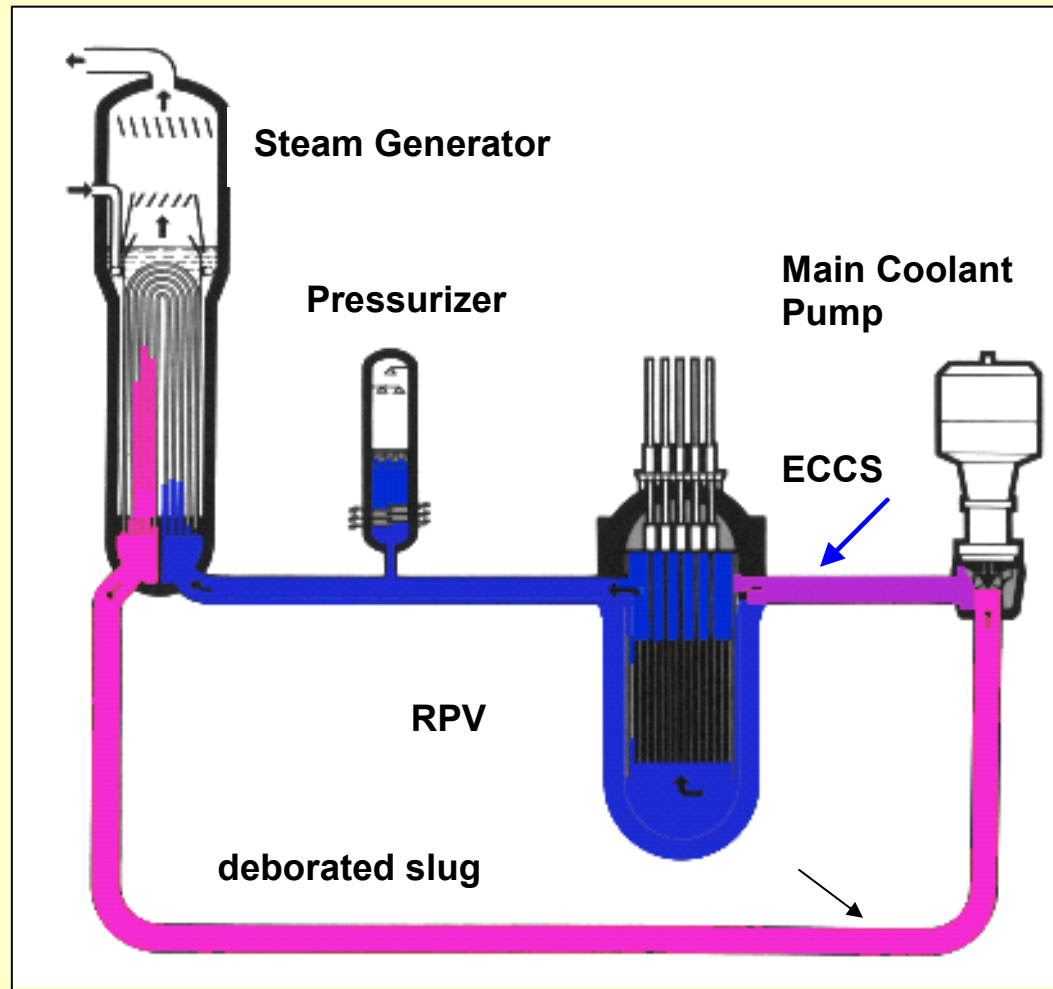 Steam Generator
Pressurizer
Main Coolant
Pump
ECCS
RPV
deborated slug